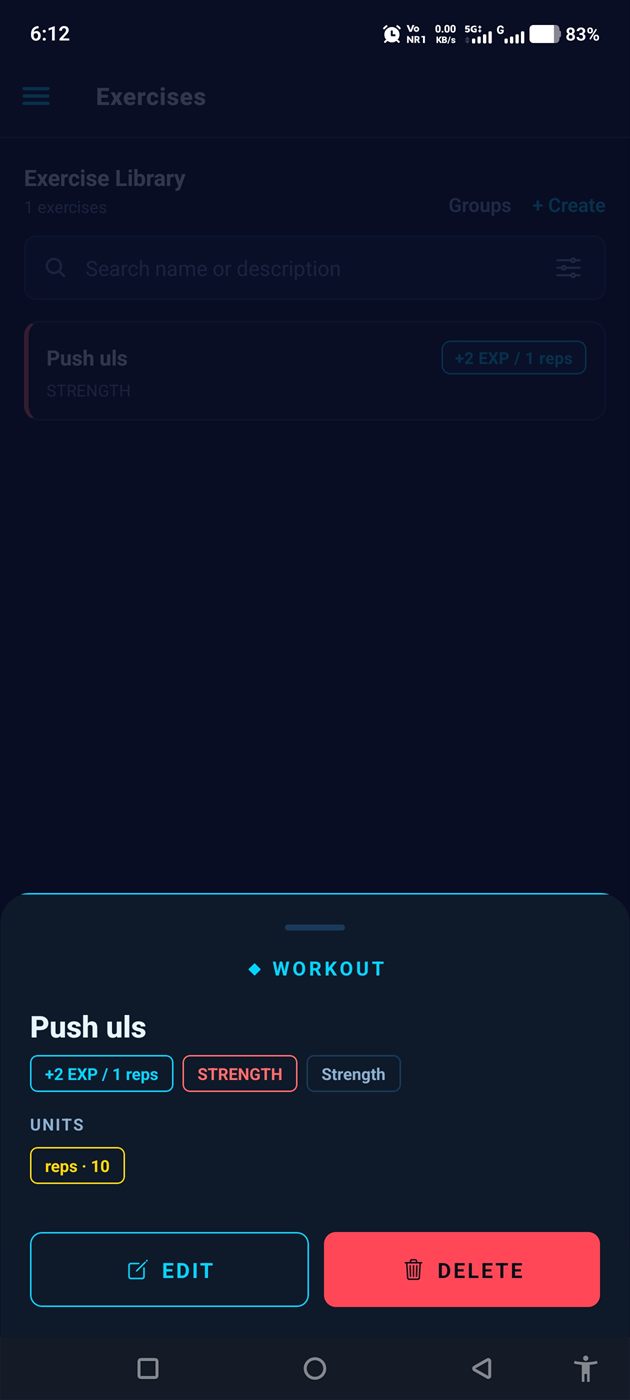 6:12
Vo NR1 0.00 KB/s 5G G 83%
Exercises
Exercise Library
1 exercises
Groups + Create
Search name or description
Push uls +2 EXP / 1 reps
STRENGTH
WORKOUT
Push uls
+2 EXP / 1 reps STRENGTH Strength
UNITS
reps · 10
EDIT DELETE